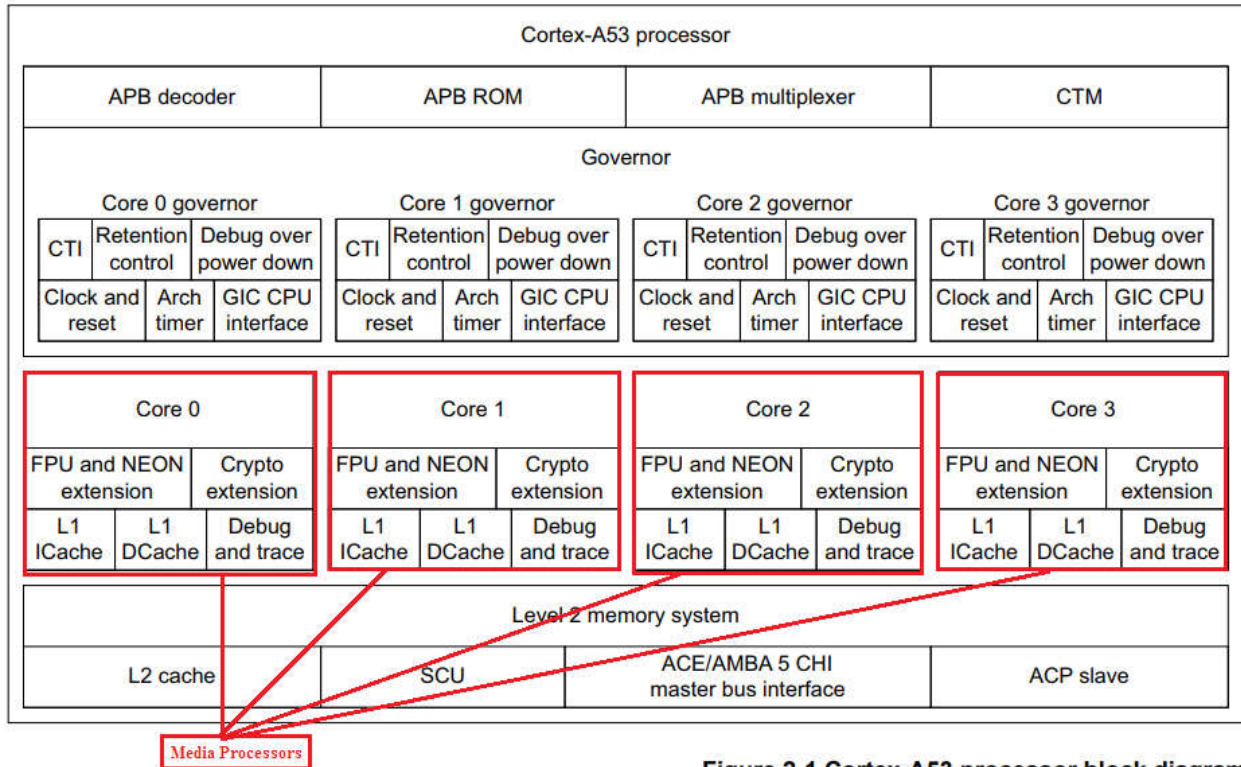 Cortex-A53 processor
APB decoder APB ROM APB multiplexer CTM
Governor
Core 0 governor Core 1 governor Core 2 governor Core 3 governor
CTI Retention control Debug over power down CTI Retention control Debug over power down CTI Retention control Debug over power down CTI Retention control Debug over power down
Clock and reset Arch timer GIC CPU interface Clock and reset Arch timer GIC CPU interface Clock and reset Arch timer GIC CPU interface Clock and reset Arch timer GIC CPU interface
Core 0 Core 1 Core 2 Core 3
FPU and NEON extension Crypto extension FPU and NEON extension Crypto extension FPU and NEON extension Crypto extension FPU and NEON extension Crypto extension
L1 ICache L1 DCache Debug and trace L1 ICache L1 DCache Debug and trace L1 ICache L1 DCache Debug and trace L1 ICache L1 DCache Debug and trace
Level 2 memory system
L2 cache SCU ACE/AMBA 5 CHI master bus interface ACP slave
Media Processors
Figure 2-1 Cortex-A53 processor block diagram